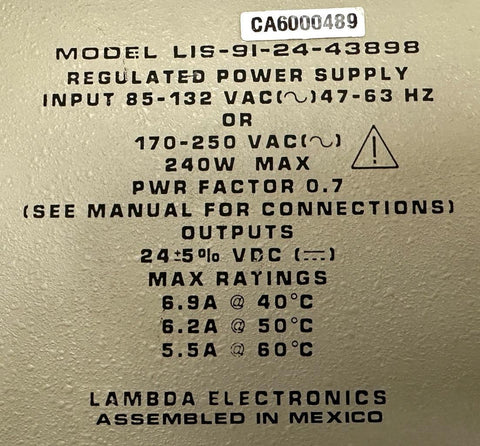 CA6000489
MODEL LIS-91-24-43898
REGULATED POWER SUPPLY
INPUT 85-132 VAC(～)47-63 HZ
OR
170-250 VAC(～)
240W MAX
PWR FACTOR 0.7
(SEE MANUAL FOR CONNECTIONS)
OUTPUTS
24±5% VDC (⎓)
MAX RATINGS
6.9A @ 40°C
6.2A @ 50°C
5.5A @ 60°C
LAMBDA ELECTRONICS
ASSEMBLED IN MEXICO